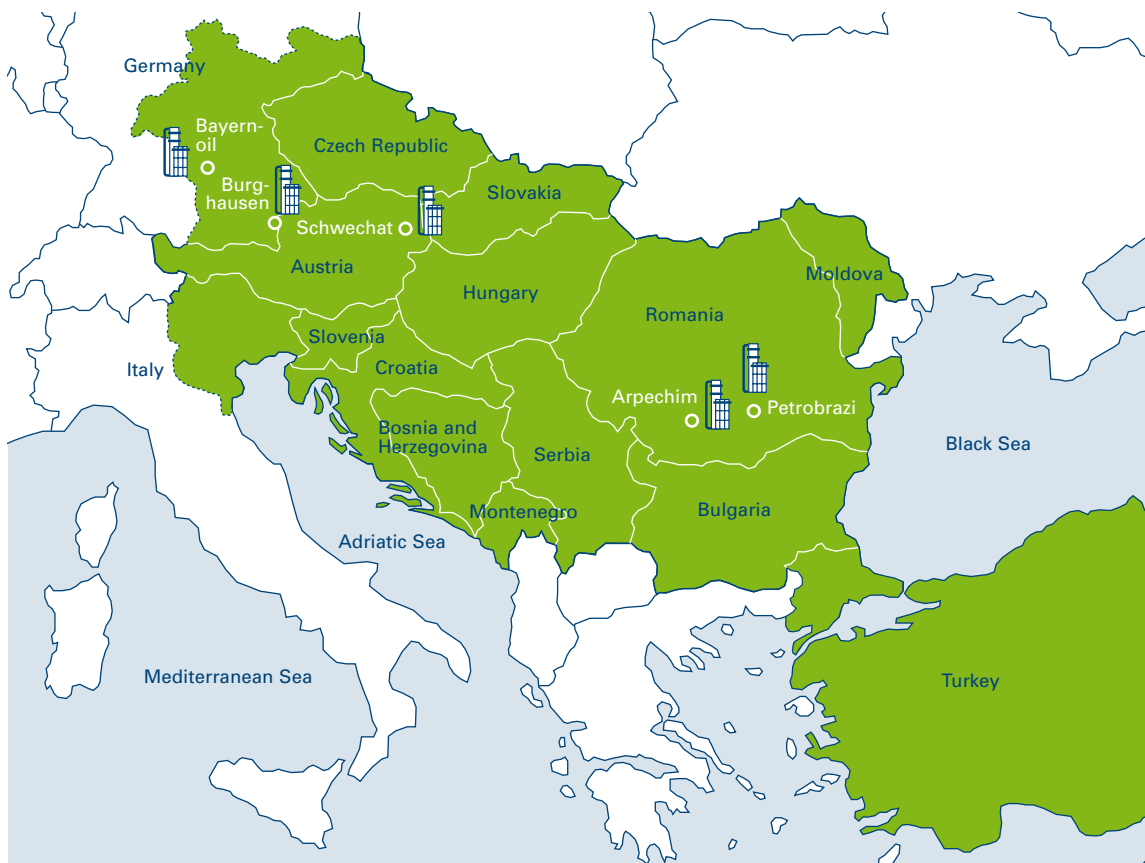 Germany
Bayern-
oil
Czech Republic
Burg-
hausen
Slovakia
Schwechat
Austria
Moldova
Hungary
Romania
Slovenia
Italy
Croatia
Arpechim
Petrobrazi
Bosnia and
Herzegovina
Serbia
Black Sea
Montenegro
Bulgaria
Adriatic Sea
Mediterranean Sea
Turkey